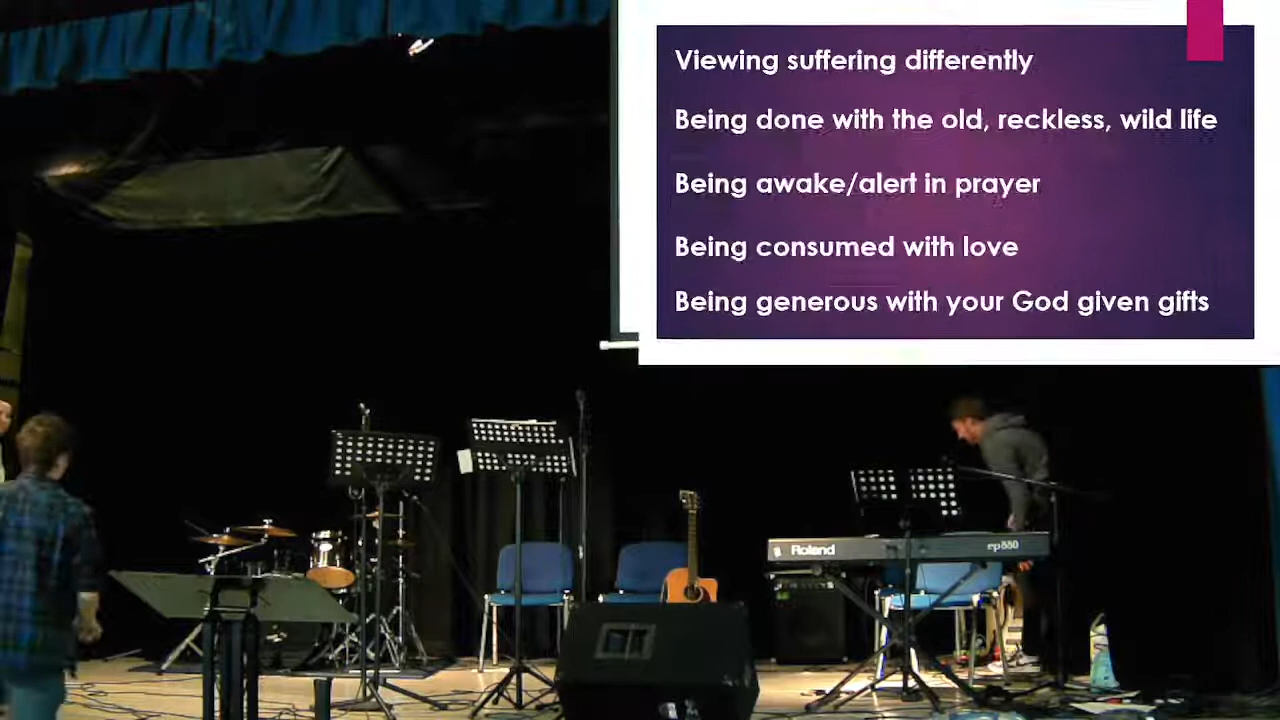 Viewing suffering differently
Being done with the old, reckless, wild life
Being awake/alert in prayer
Being consumed with love
Being generous with your God given gifts
Roland
ep880